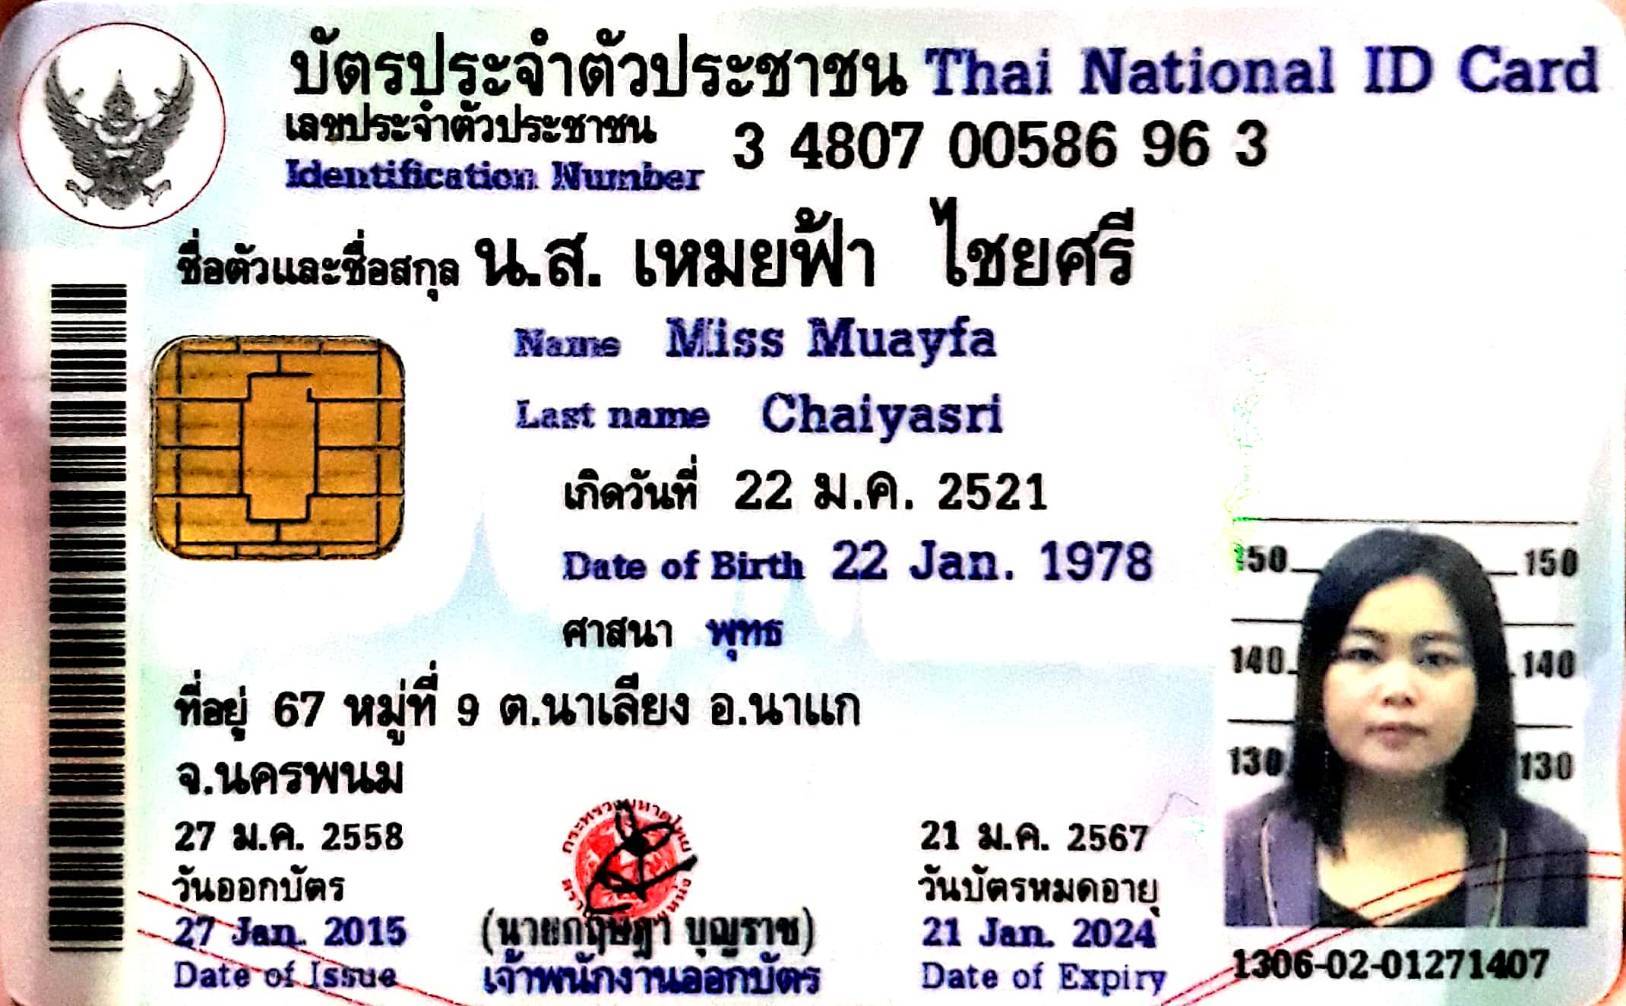 บัตรประจำตัวประชาชน Thai National ID Card
เลขประจำตัวประชาชน 3 4807 00586 96 3
Identification Number
ชื่อตัวและชื่อสกุล น.ส. เหมยฟ้า ไชยศรี
Name Miss Muayfa
Last name Chaiyasri
เกิดวันที่ 22 ม.ค. 2521
Date of Birth 22 Jan. 1978
ศาสนา พุทธ
ที่อยู่ 67 หมู่ที่ 9 ต.นาเลียง อ.นาแก
จ.นครพนม
27 ม.ค. 2558
วันออกบัตร
27 Jan. 2015
Date of Issue
(นายกฤษฎา บุญราช)
เจ้าพนักงานออกบัตร
21 ม.ค. 2567
วันบัตรหมดอายุ
21 Jan. 2024
Date of Expiry
150 150
140 140
130 130
1306-02-01271407